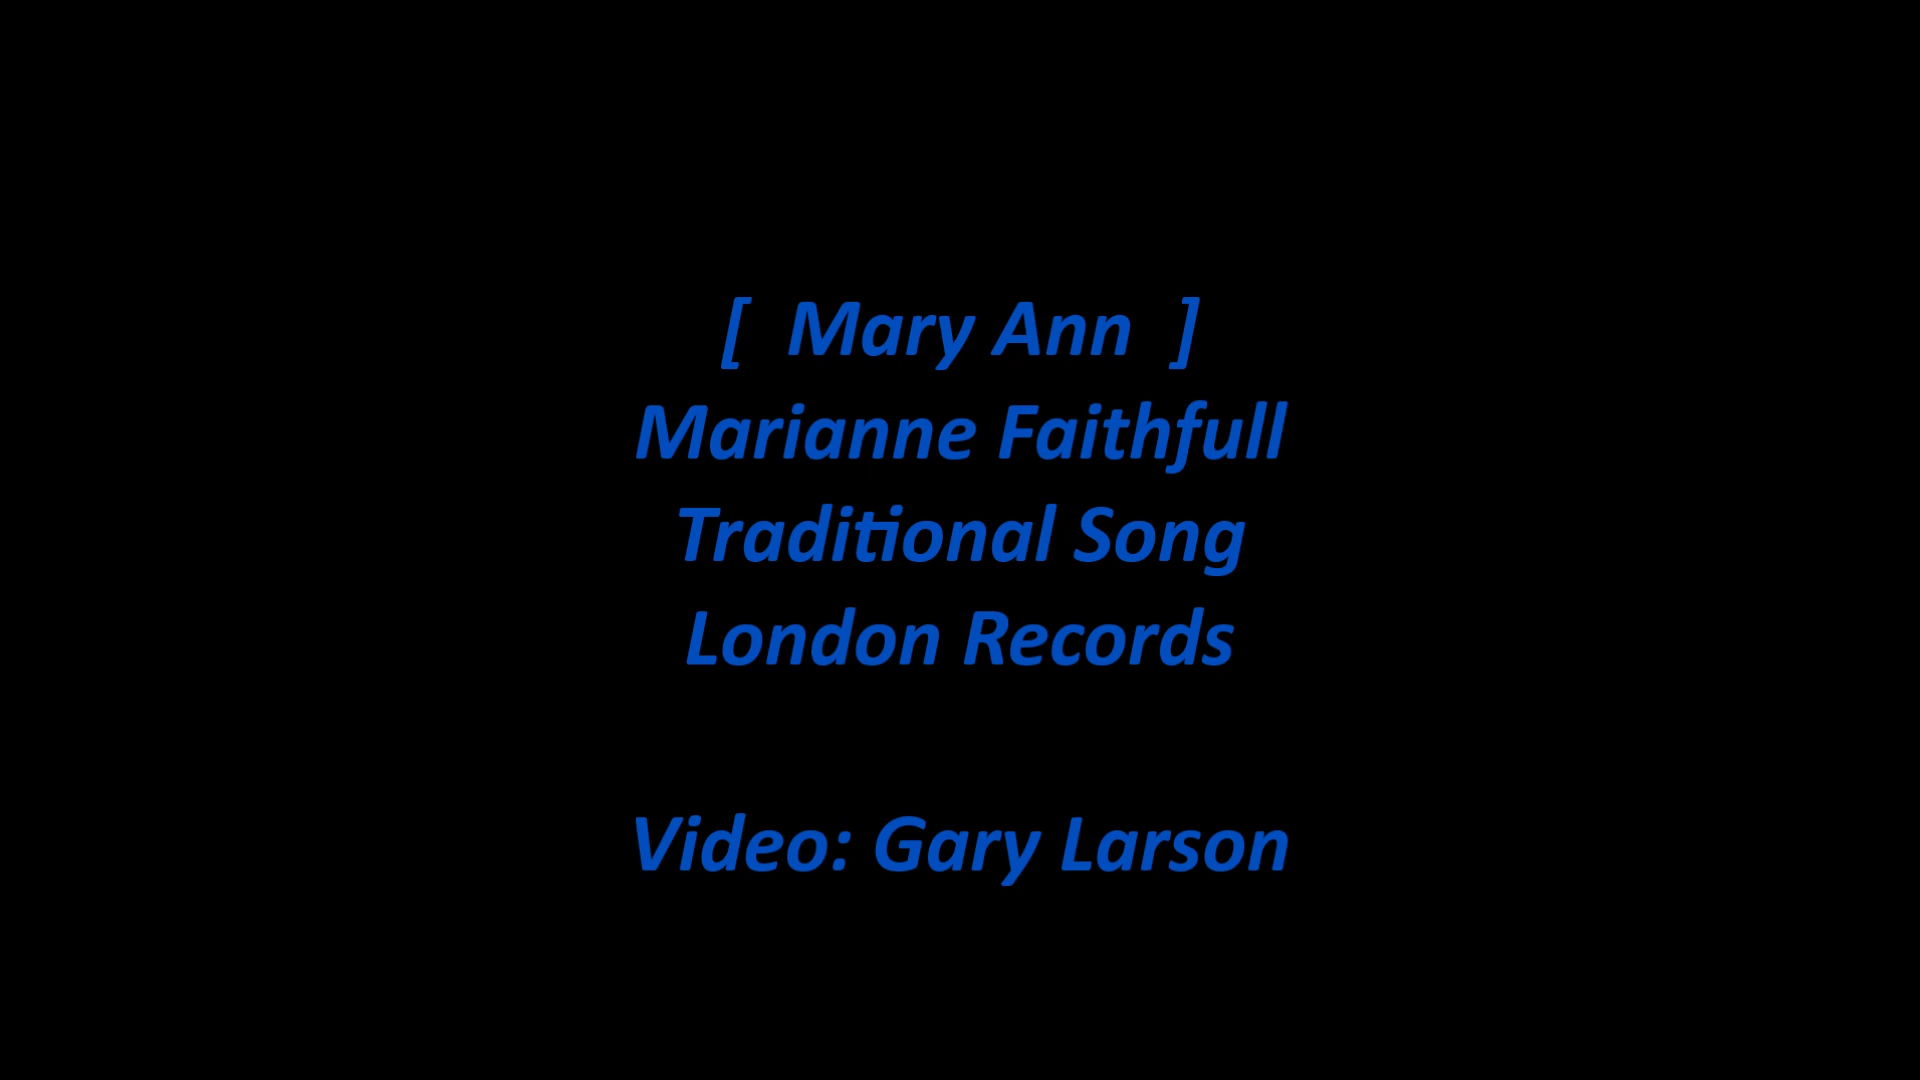 [  Mary Ann  ]
Marianne Faithfull
Traditional Song
London Records
Video: Gary Larson